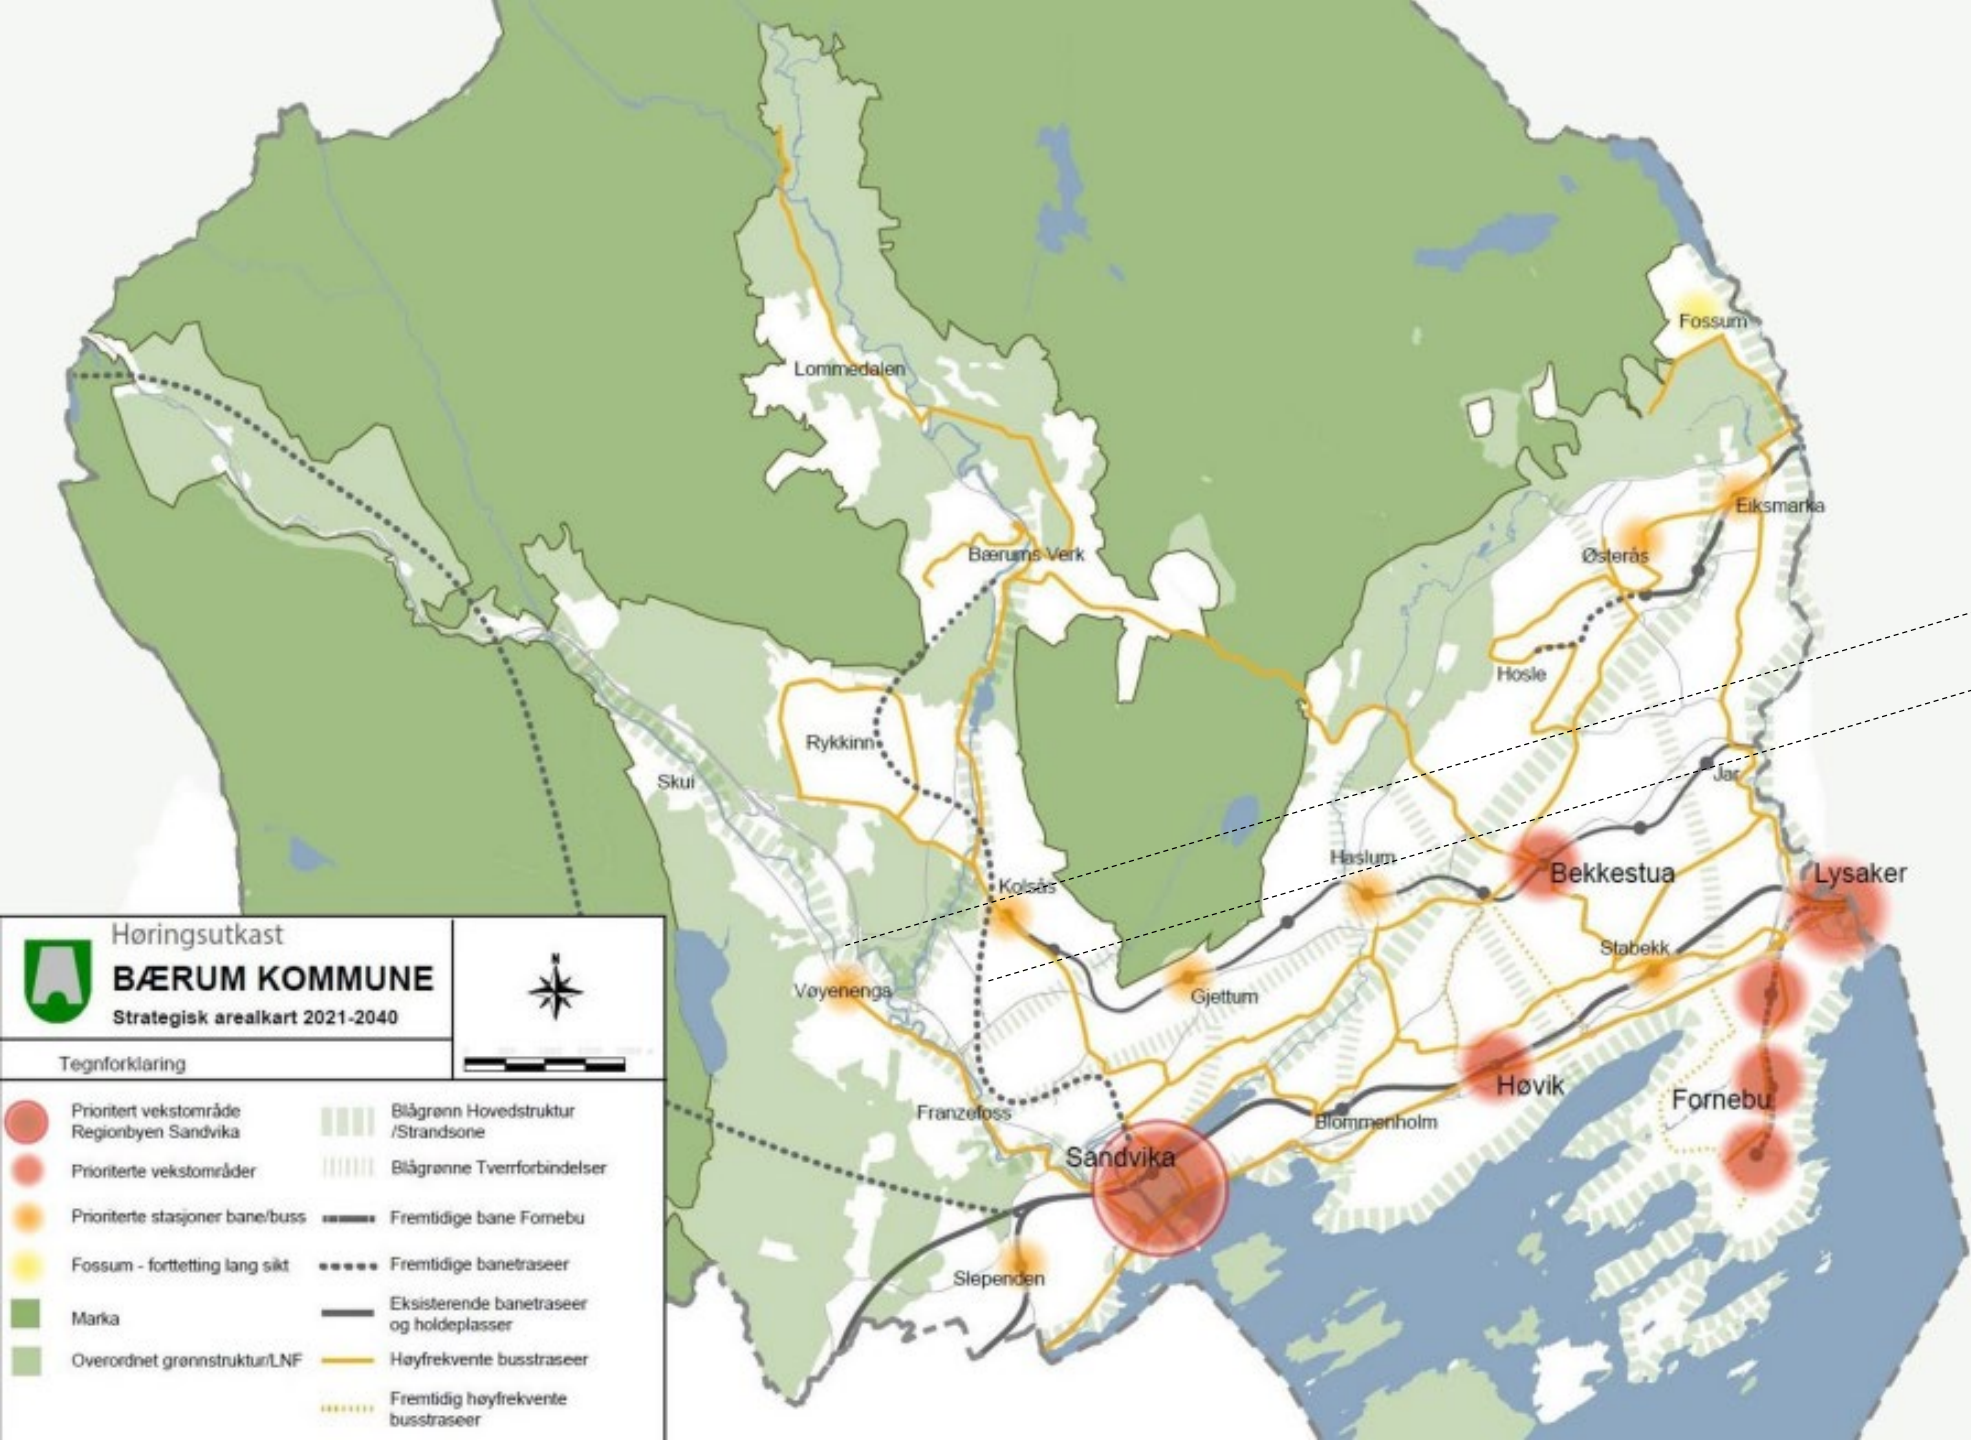 Fossum
Lommedalen
Eiksmarka
Bærums Verk
Østerås
Hosle
Rykkinn
Skui
Jar
Haslum
Bekkestua
Lysaker
Kolsås
Stabekk
Vøyenenga
Gjettum
Høvik
Fornebu
Franzefoss
Blommenholm
Sandvika
Slependen
Høringsutkast
BÆRUM KOMMUNE
Strategisk arealkart 2021-2040
N
Tegnforklaring
Prioritert vekstområde
Regionbyen Sandvika
Prioriterte vekstområder
Prioriterte stasjoner bane/buss
Fossum - forttetting lang sikt
Marka
Overordnet grønnstruktur/LNF
Blågrønn Hovedstruktur
/Strandsone
Blågrønne Tverrforbindelser
Fremtidige bane Fornebu
Fremtidige banetraseer
Eksisterende banetraseer
og holdeplasser
Høyfrekvente busstraseer
Fremtidig høyfrekvente
busstraseer